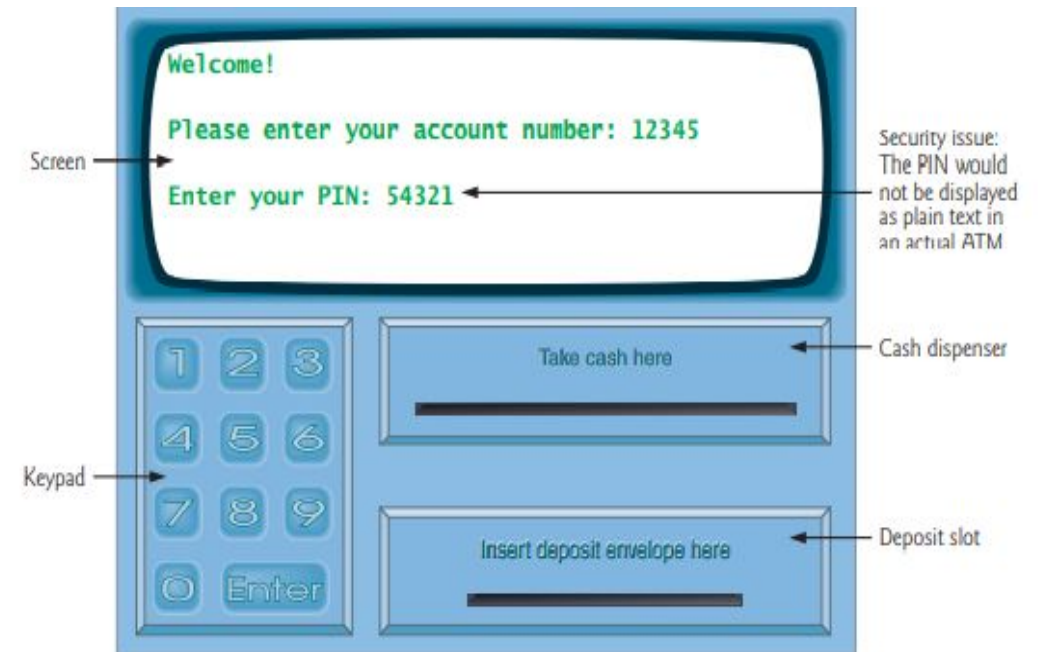 Welcome!
Please enter your account number: 12345
Enter your PIN: 54321
Screen
Security issue:
The PIN would
not be displayed
as plain text in
an actual ATM
1 2 3
4 5 6
7 8 9
0 Enter
Keypad
Take cash here
Cash dispenser
Insert deposit envelope here
Deposit slot